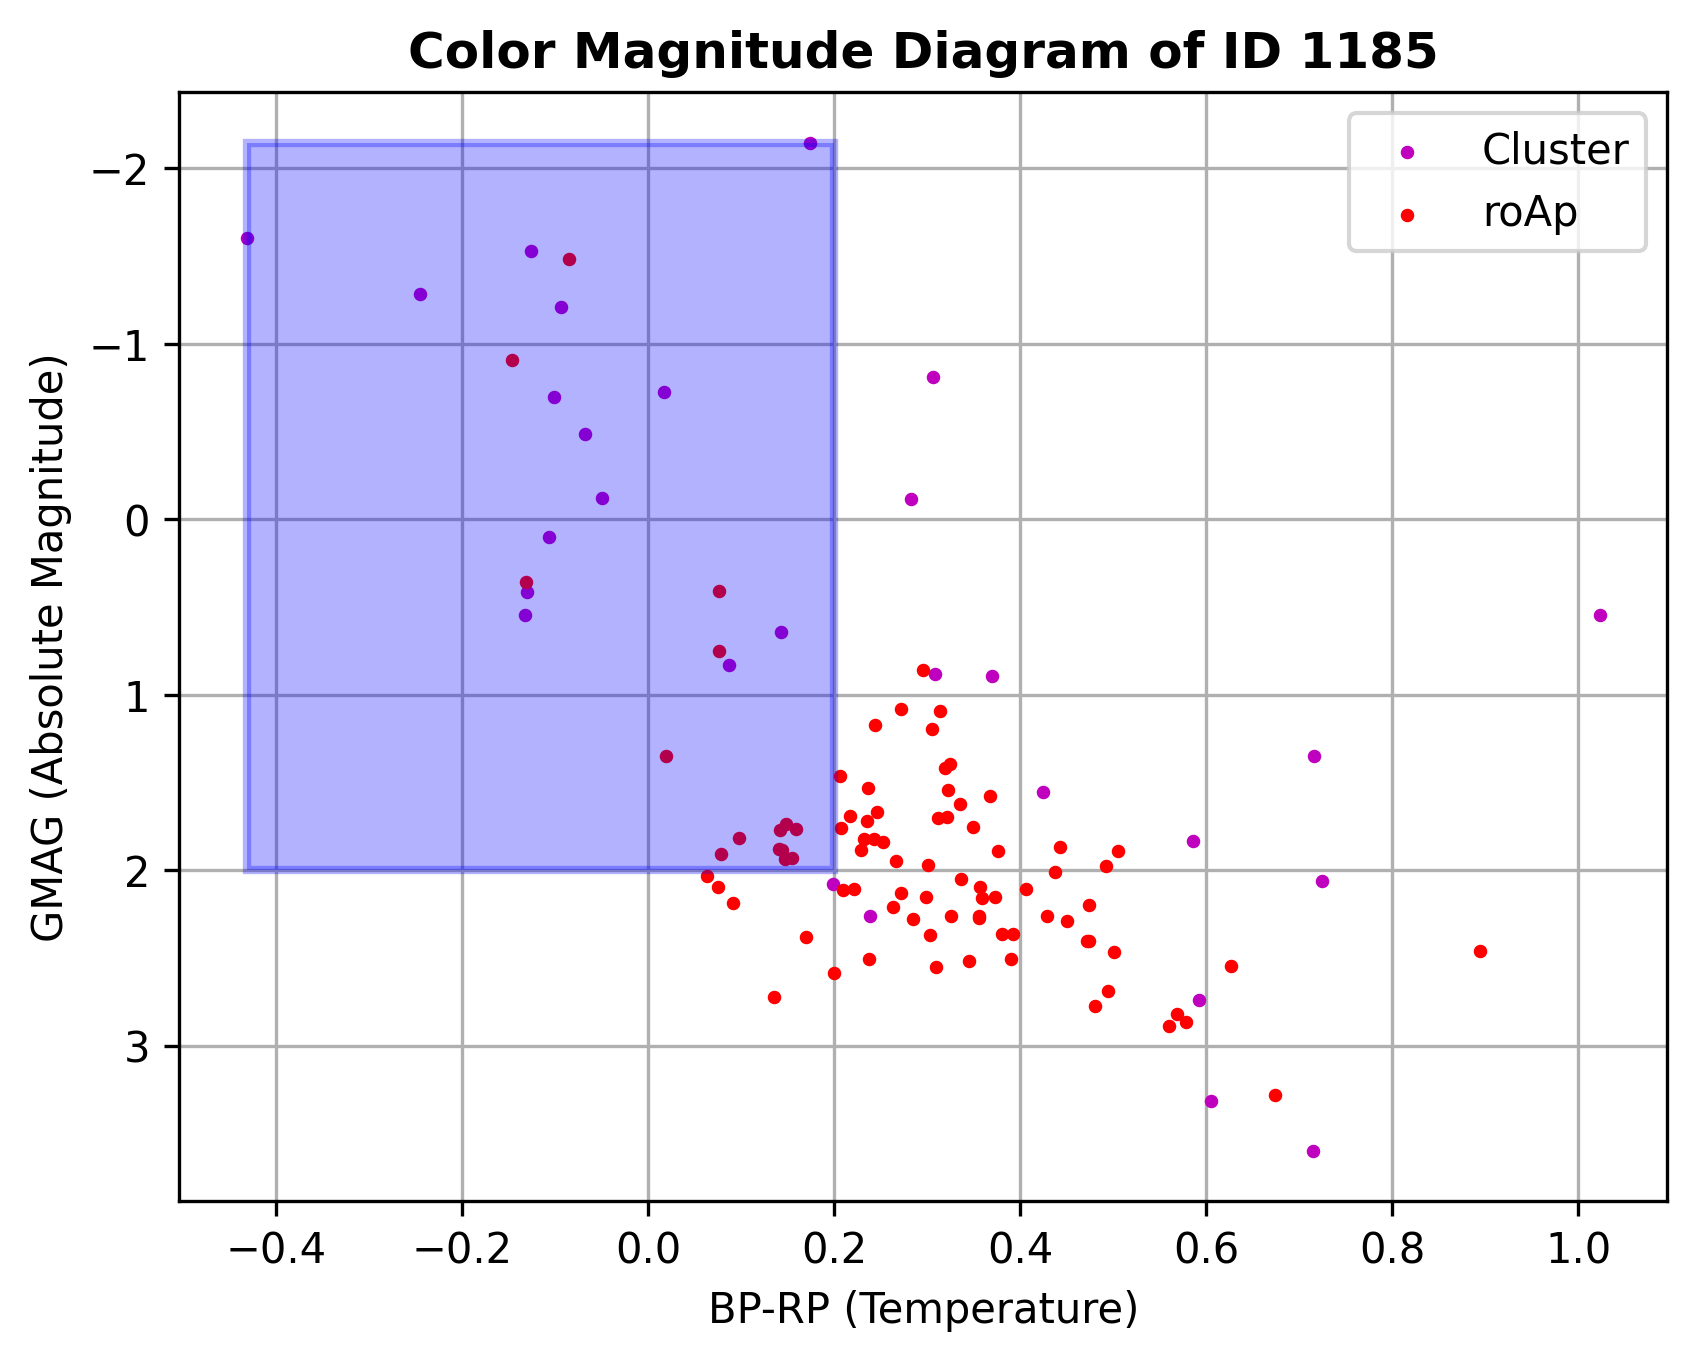 Color Magnitude Diagram of ID 1185
Cluster
roAp
GMAG (Absolute Magnitude)
−2
−1
0
1
2
3
−0.4 −0.2 0.0 0.2 0.4 0.6 0.8 1.0
BP-RP (Temperature)